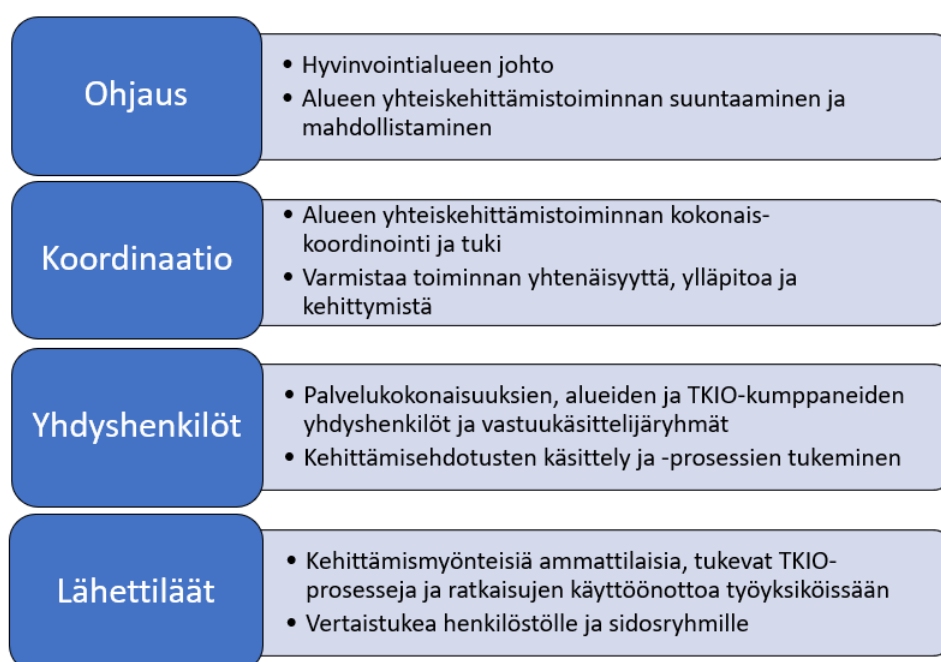 Ohjaus
• Hyvinvointialueen johto
• Alueen yhteiskehittämistoiminnan suuntaaminen ja
mahdollistaminen
Koordinaatio
• Alueen yhteiskehittämistoiminnan kokonais-
koordinointi ja tuki
• Varmistaa toiminnan yhtenäisyyttä, ylläpitoa ja
kehittymistä
Yhdyshenkilöt
• Palvelukokonaisuuksien, alueiden ja TKIO-kumppaneiden
yhdyshenkilöt ja vastuukäsittelijäryhmät
• Kehittämisehdotusten käsittely ja -prosessien tukeminen
Lähettiläät
• Kehittämismyönteisiä ammattilaisia, tukevat TKIO-
prosesseja ja ratkaisujen käyttöönottoa työyksiköissään
• Vertaistukea henkilöstölle ja sidosryhmille